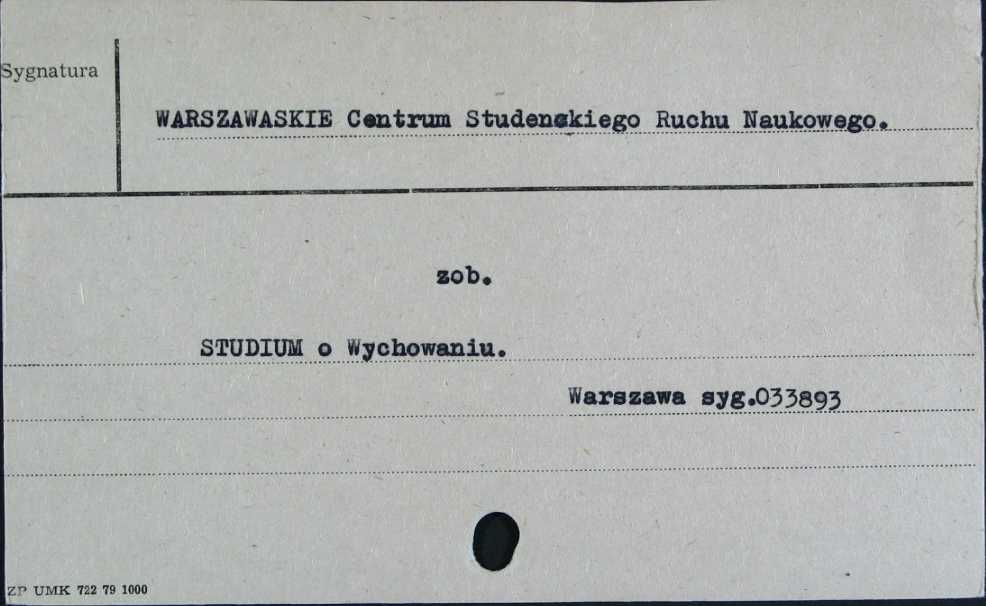 Sygnatura
WARSZAWASKIE Centrum Studenckiego Ruchu Naukowego.
zob.
STUDIUM o Wychowaniu.
Warszawa syg.033893
ZP UMK 722 79 1000